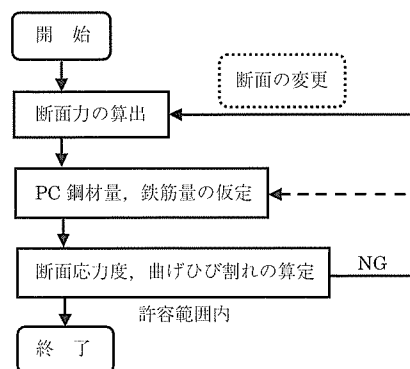 開　始
断面の変更
断面力の算出
PC 鋼材量，鉄筋量の仮定
断面応力度，曲げひび割れの算定
NG
許容範囲内
終　了